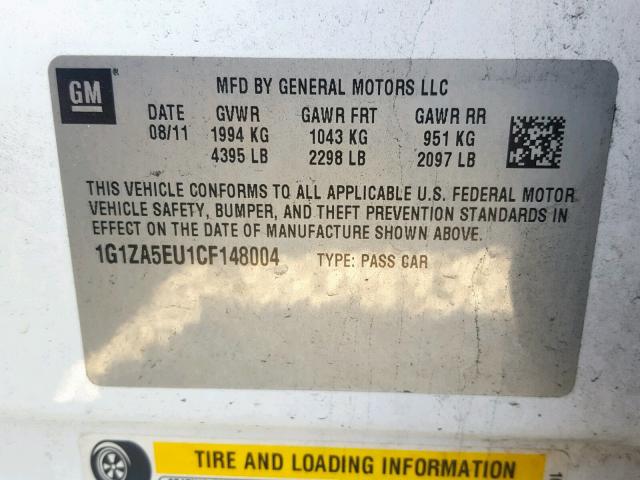 GM ®
MFD BY GENERAL MOTORS LLC
DATE GVWR GAWR FRT GAWR RR
08/11 1994 KG 1043 KG 951 KG
4395 LB 2298 LB 2097 LB
THIS VEHICLE CONFORMS TO ALL APPLICABLE U.S. FEDERAL MOTOR
VEHICLE SAFETY, BUMPER, AND THEFT PREVENTION STANDARDS IN
EFFECT ON THE DATE OF MANUFACTURE SHOWN ABOVE.
1G1ZA5EU1CF148004 TYPE: PASS CAR
TIRE AND LOADING INFORMATION